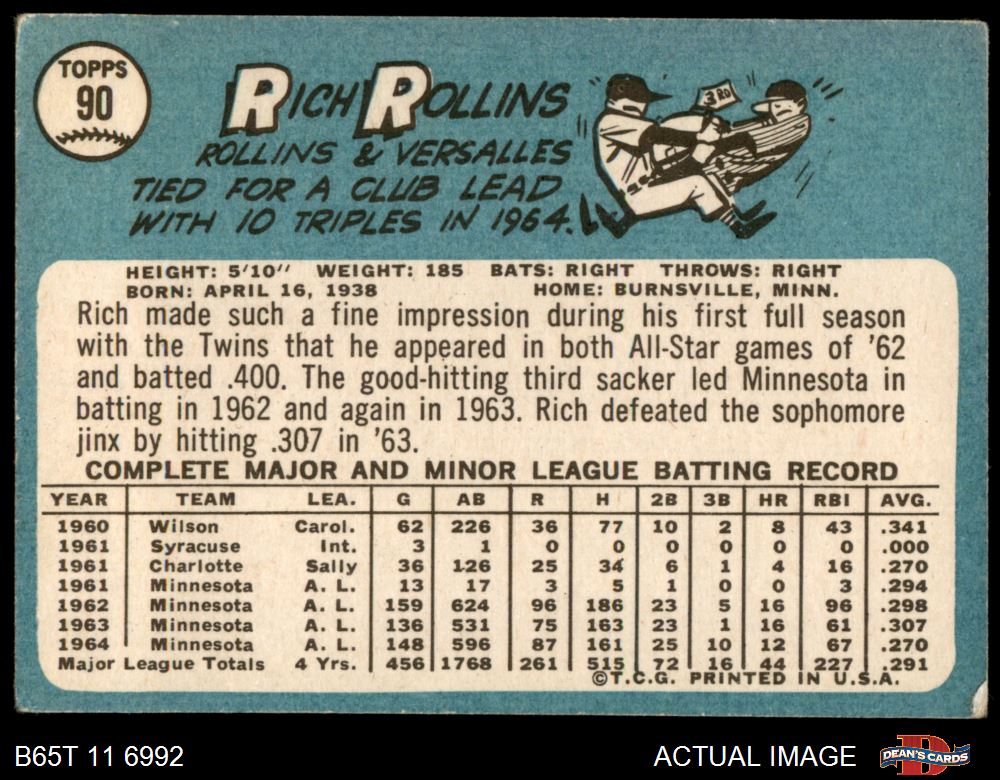 TOPPS
90
RICH ROLLINS
3RD
ROLLINS & VERSALLES
TIED FOR A CLUB LEAD
WITH 10 TRIPLES IN 1964.
HEIGHT: 5'10" WEIGHT: 185 BATS: RIGHT THROWS: RIGHT
BORN: APRIL 16, 1938 HOME: BURNSVILLE, MINN.
Rich made such a fine impression during his first full season
with the Twins that he appeared in both All-Star games of '62
and batted .400. The good-hitting third sacker led Minnesota in
batting in 1962 and again in 1963. Rich defeated the sophomore
jinx by hitting .307 in '63.
COMPLETE MAJOR AND MINOR LEAGUE BATTING RECORD
YEAR TEAM LEA. G AB R H 2B 3B HR RBI AVG.
1960 Wilson Carol. 62 226 36 77 10 2 8 43 .341
1961 Syracuse Int. 3 1 0 0 0 0 0 0 .000
1961 Charlotte Sally 36 126 25 34 6 1 4 16 .270
1961 Minnesota A. L. 13 17 3 5 1 0 0 3 .294
1962 Minnesota A. L. 159 624 96 186 23 5 16 96 .298
1963 Minnesota A. L. 136 531 75 163 23 1 16 61 .307
1964 Minnesota A. L. 148 596 87 161 25 10 12 67 .270
Major League Totals 4 Yrs. 456 1768 261 515 72 16 44 227 .291
©T.C.G. PRINTED IN U.S.A.
B65T 11 6992 ACTUAL IMAGE DEAN'S CARDS